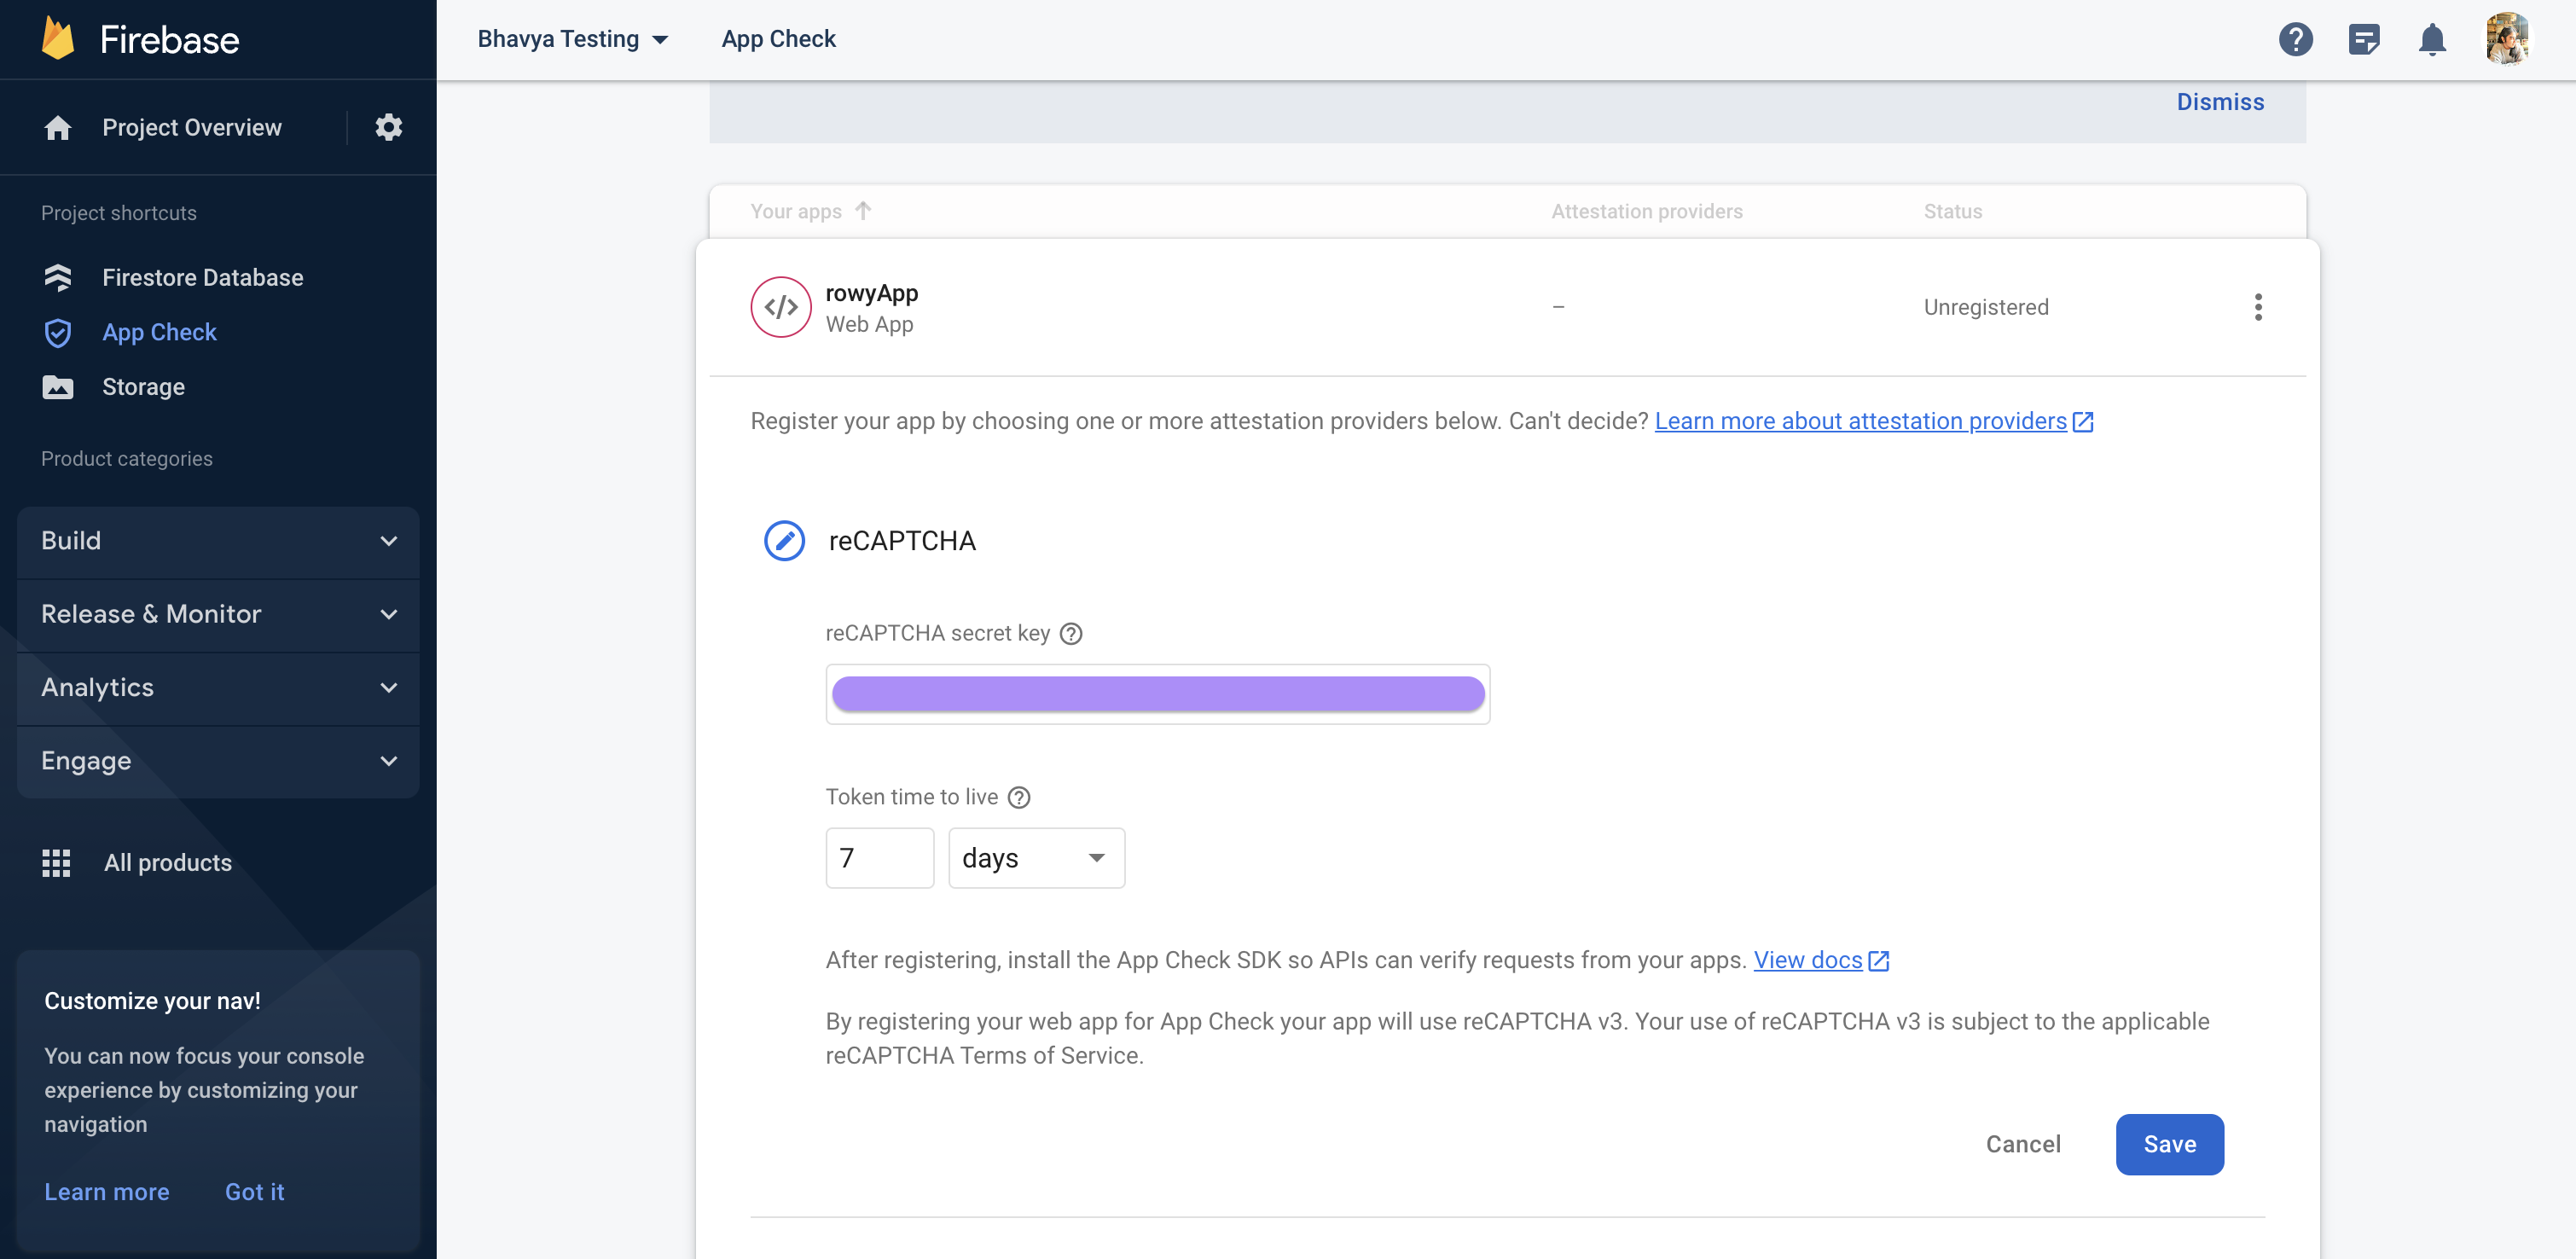 Firebase
Bhavya Testing
App Check
Dismiss
Project Overview
Project shortcuts
Firestore Database
App Check
Storage
Product categories
Build
Release & Monitor
Analytics
Engage
All products
Customize your nav!
You can now focus your console
experience by customizing your
navigation
Learn more
Got it
Your apps
Attestation providers
Status
rowyApp
Web App
–
Unregistered
Register your app by choosing one or more attestation providers below. Can't decide? Learn more about attestation providers
reCAPTCHA
reCAPTCHA secret key
Token time to live
7
days
After registering, install the App Check SDK so APIs can verify requests from your apps. View docs
By registering your web app for App Check your app will use reCAPTCHA v3. Your use of reCAPTCHA v3 is subject to the applicable
reCAPTCHA Terms of Service.
Cancel
Save